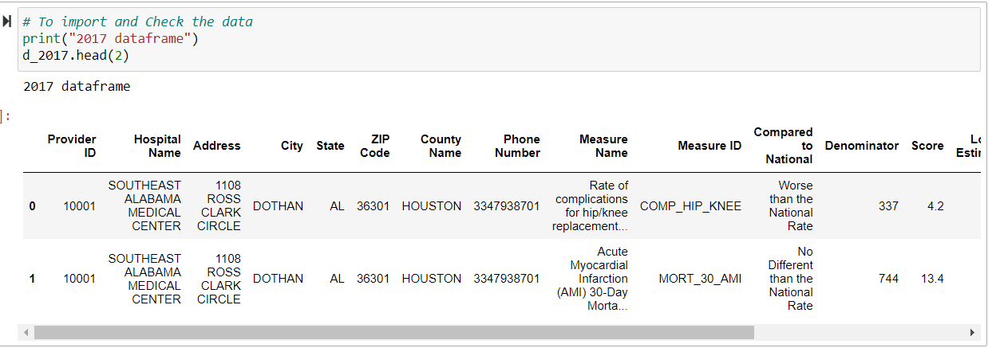 # To import and Check the data
print("2017 dataframe")
d_2017.head(2)
2017 dataframe
]:
Provider ID Hospital Name Address City State ZIP Code County Name Phone Number Measure Name Measure ID Compared to National Denominator Score
0 10001 SOUTHEAST ALABAMA MEDICAL CENTER 1108 ROSS CLARK CIRCLE DOTHAN AL 36301 HOUSTON 3347938701 Rate of complications for hip/knee replacement... COMP_HIP_KNEE Worse than the National Rate 337 4.2
1 10001 SOUTHEAST ALABAMA MEDICAL CENTER 1108 ROSS CLARK CIRCLE DOTHAN AL 36301 HOUSTON 3347938701 Acute Myocardial Infarction (AMI) 30-Day Morta... MORT_30_AMI No Different than the National Rate 744 13.4